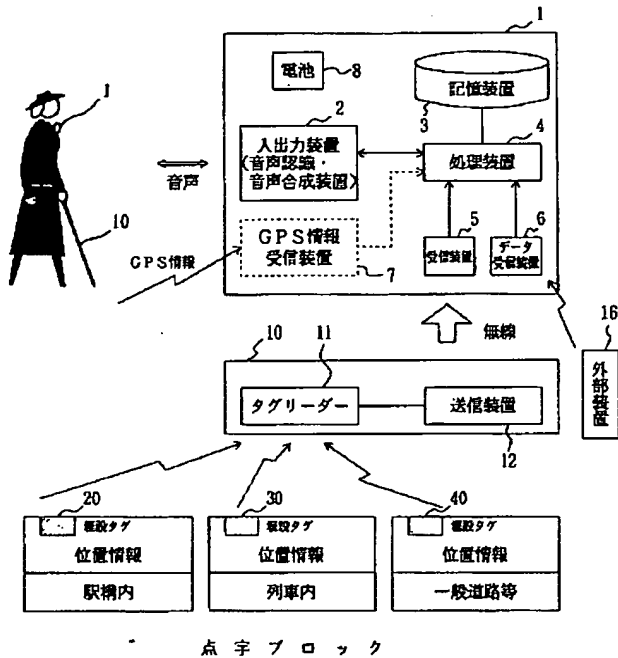 1
電池
8
記憶装置
3
2
4
1
入出力装置
(音声認識・
音声合成装置)
処理装置
音声
10
GPS情報
GPS情報
受信装置
7
5
6
受信装置
データ
受信装置
無線
16
外部装置
10
11
タグリーダー
送信装置
12
20
埋設タグ
位置情報
駅構内
30
埋設タグ
位置情報
列車内
40
埋設タグ
位置情報
一般道路等
点字ブロック